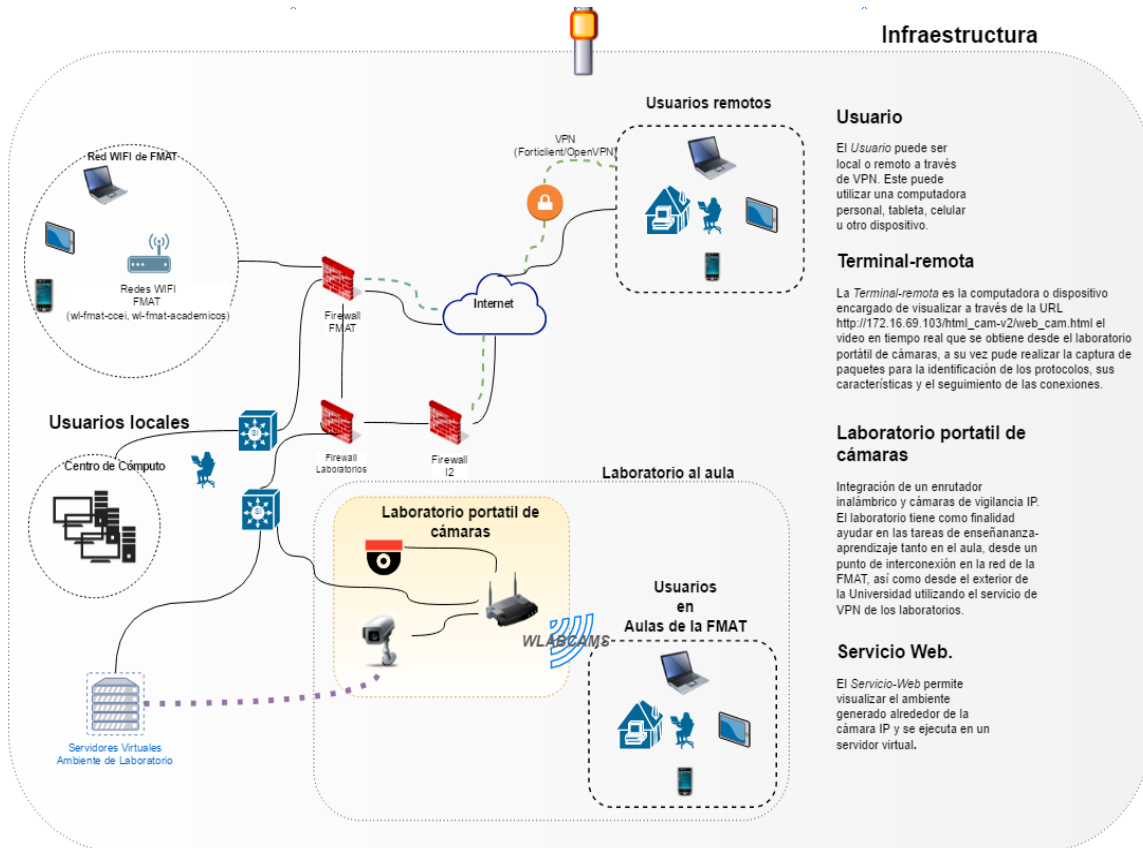 Infraestructura
Usuarios remotos
VPN
(Forticlient/OpenVPN)
Red WIFI de FMAT
Redes WIFI
FMAT
(wl-fmat-ccei, wl-fmat-academicos)
Firewall
FMAT
Internet
Usuarios locales
Centro de Cómputo
Firewall
Laboratorios
Firewall
I2
Laboratorio al aula
Laboratorio portatil de
cámaras
WLABCAMS
Usuarios
en
Aulas de la FMAT
Servidores Virtuales
Ambiente de Laboratorio
Usuario
El Usuario puede ser
local o remoto a través
de VPN. Este puede
utilizar una computadora
personal, tableta, celular
u otro dispositivo.
Terminal-remota
La Terminal-remota es la computadora o dispositivo
encargado de visualizar a través de la URL
http://172.16.69.103/html_cam-v2/web_cam.html el
video en tiempo real que se obtiene desde el laboratorio
portátil de cámaras, a su vez pude realizar la captura de
paquetes para la identificación de los protocolos, sus
características y el seguimiento de las conexiones.
Laboratorio portatil de
cámaras
Integración de un enrutador
inalámbrico y cámaras de vigilancia IP.
El laboratorio tiene como finalidad
ayudar en las tareas de enseñananza-
aprendizaje tanto en el aula, desde un
punto de interconexión en la red de la
FMAT, así como desde el exterior de
la Universidad utilizando el servicio de
VPN de los laboratorios.
Servicio Web.
El Servicio-Web permite
visualizar el ambiente
generado alrededor de la
cámara IP y se ejecuta en un
servidor virtual.